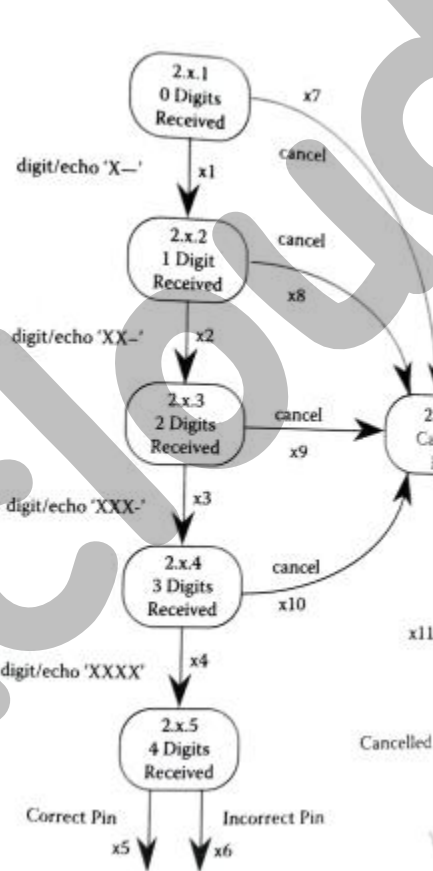 2.x.1
0 Digits
Received
x7
cancel
digit/echo 'X—'
x1
2.x.2
1 Digit
Received
cancel
x8
digit/echo 'XX–'
x2
2.x.3
2 Digits
Received
cancel
x9
digit/echo 'XXX-'
x3
2.x.4
3 Digits
Received
cancel
x10
x11
digit/echo 'XXXX'
x4
2.x.5
4 Digits
Received
Cancelled
Correct Pin
Incorrect Pin
x5
x6